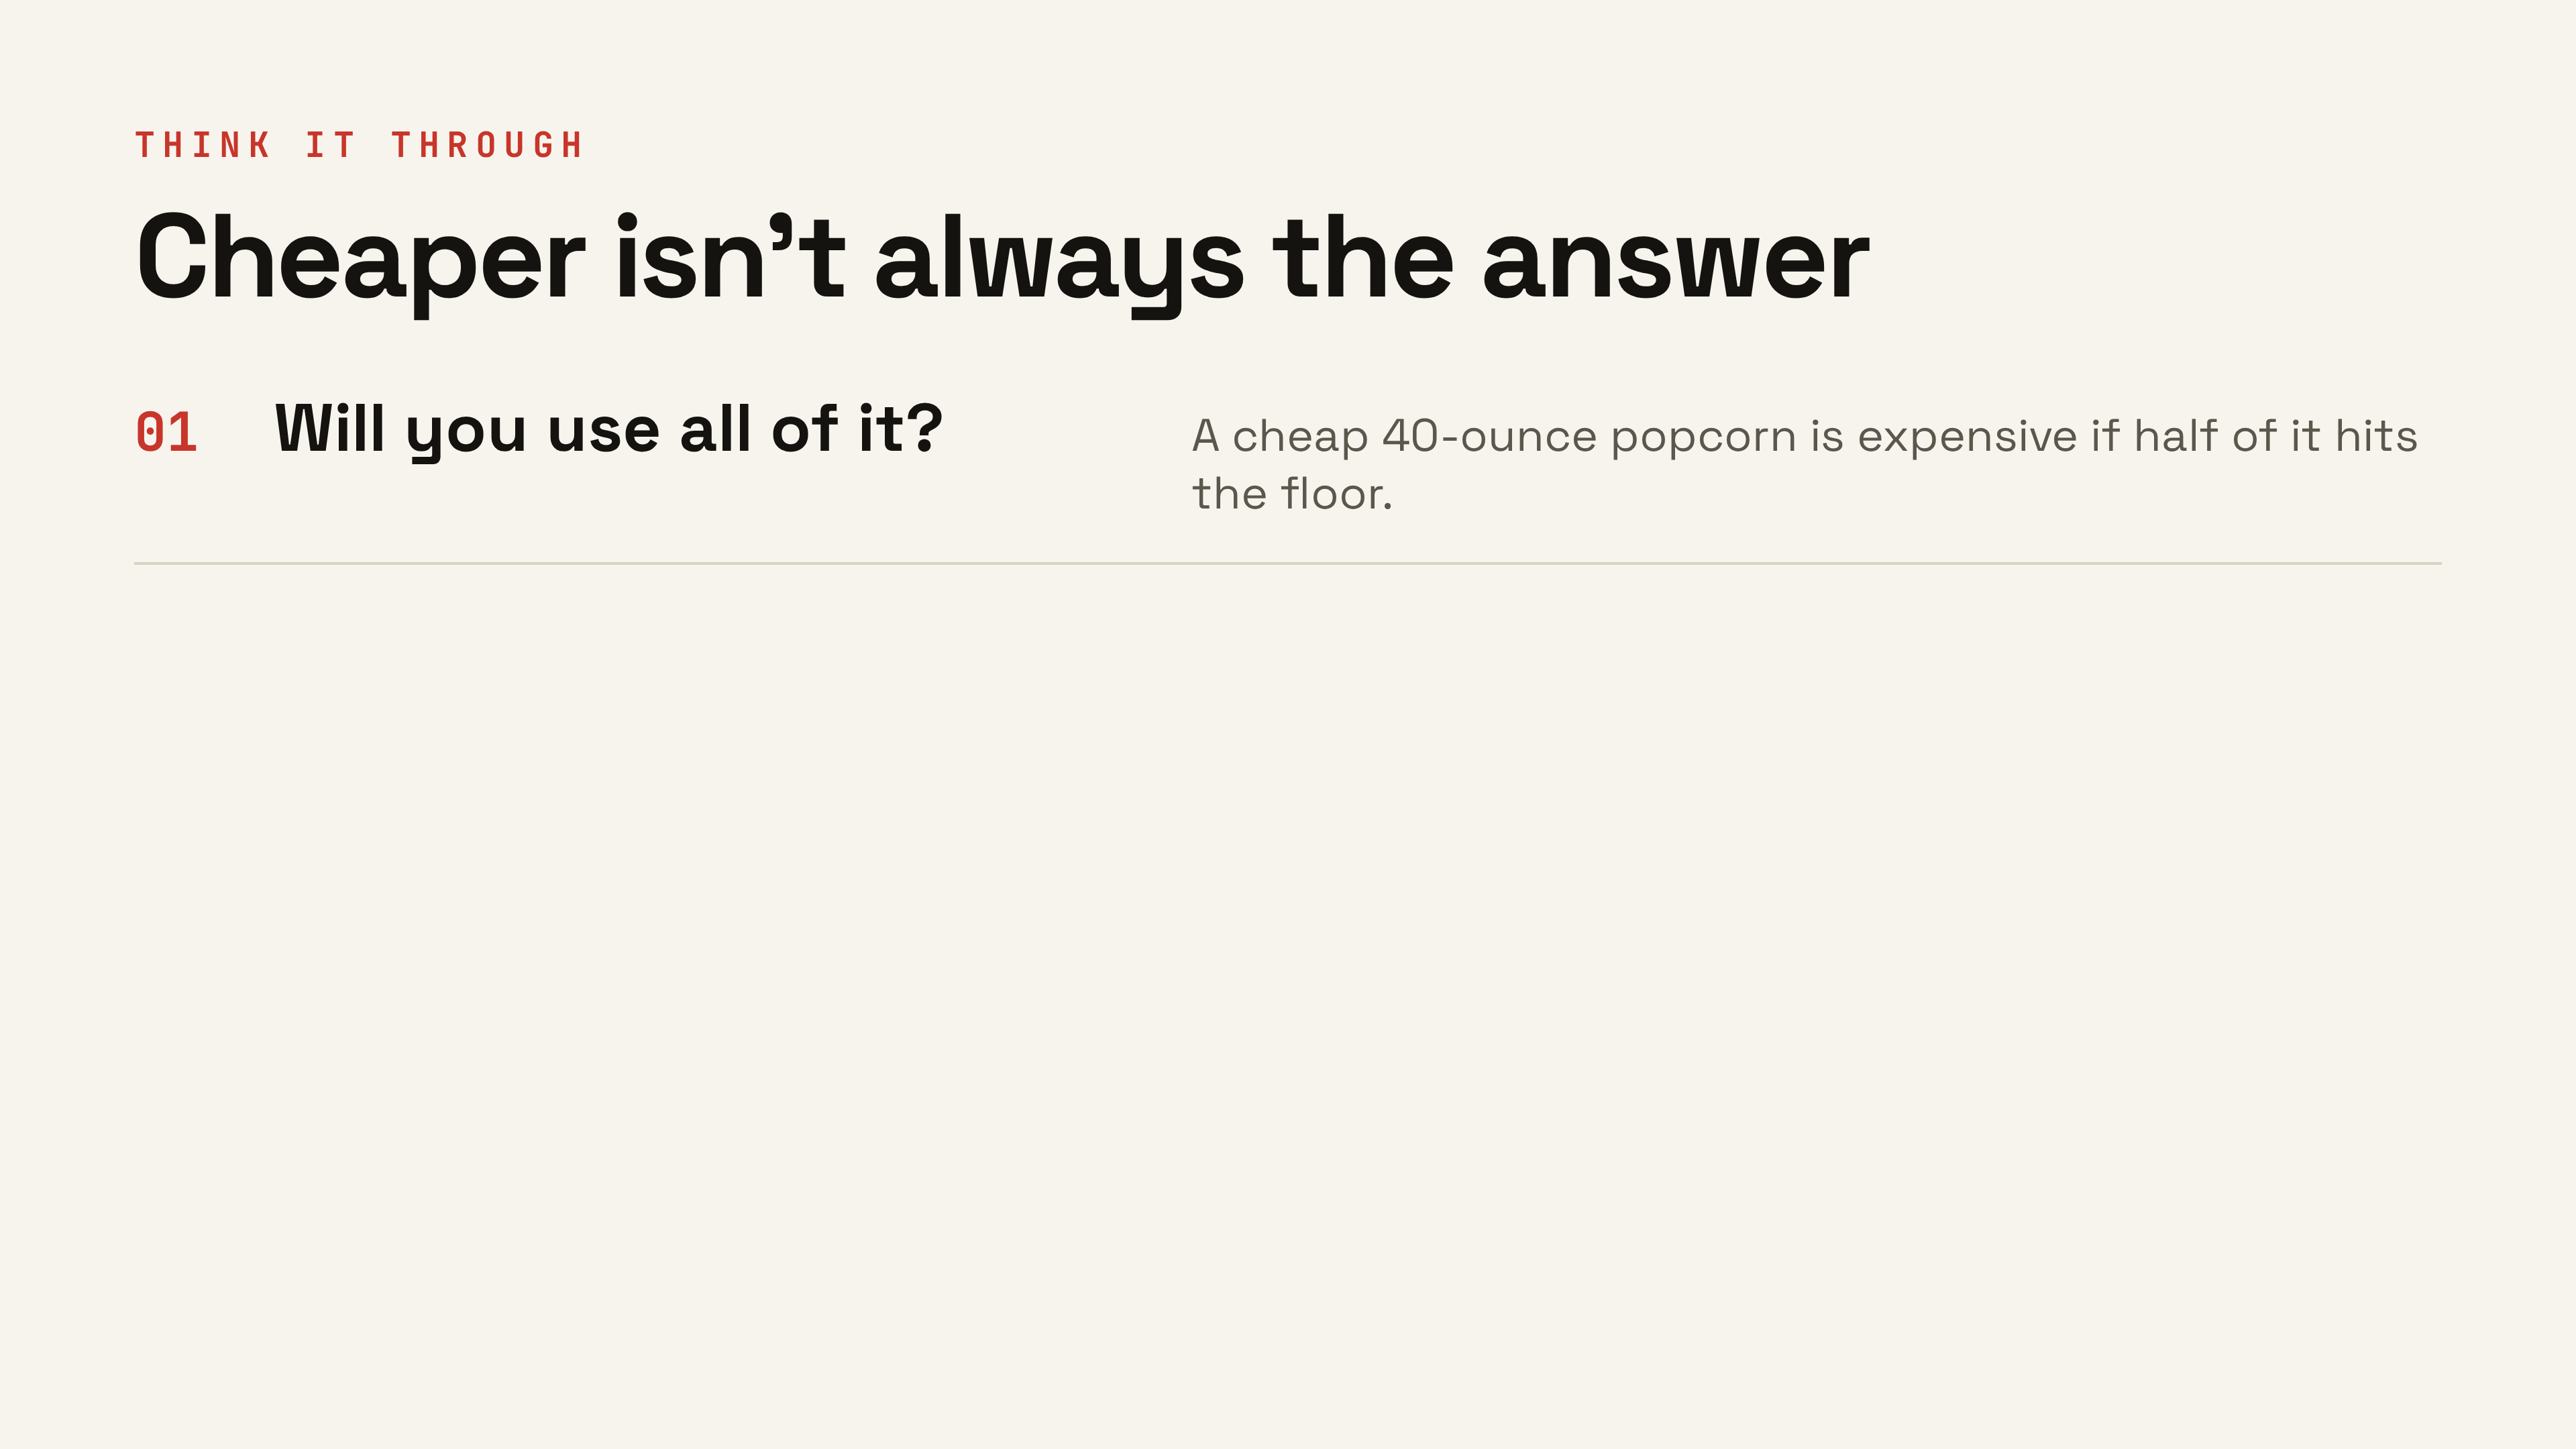 THINK IT THROUGH
Cheaper isn’t always the answer
01 Will you use all of it?
A cheap 40-ounce popcorn is expensive if half of it hits
the floor.